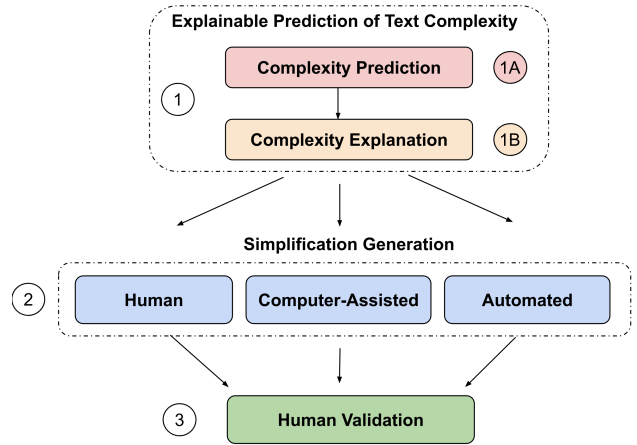 Explainable Prediction of Text Complexity
Complexity Prediction
1A
1
Complexity Explanation
1B
Simplification Generation
2
Human
Computer-Assisted
Automated
3
Human Validation